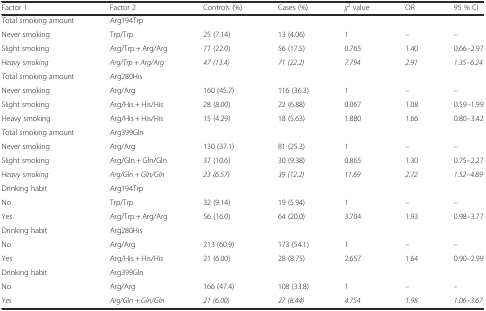 Factor 1 Factor 2 Controls (%) Cases (%) χ² value OR 95 % CI
Total smoking amount Arg194Trp
Never smoking Trp/Trp 25 (7.14) 13 (4.06) 1 – –
Slight smoking Arg/Trp + Arg/Arg 77 (22.0) 56 (17.5) 0.765 1.40 0.66–2.97
Heavy smoking Arg/Trp + Arg/Arg 47 (13.4) 71 (22.2) 7.794 2.91 1.35–6.24
Total smoking amount Arg280His
Never smoking Arg/Arg 160 (45.7) 116 (36.3) 1 – –
Slight smoking Arg/His + His/His 28 (8.00) 22 (6.88) 0.067 1.08 0.59–1.99
Heavy smoking Arg/His + His/His 15 (4.29) 18 (5.63) 1.880 1.66 0.80–3.42
Total smoking amount Arg399Gln
Never smoking Arg/Arg 130 (37.1) 81 (25.3) 1 – –
Slight smoking Arg/Gln + Gln/Gln 37 (10.6) 30 (9.38) 0.865 1.30 0.75–2.27
Heavy smoking Arg/Gln + Gln/Gln 23 (6.57) 39 (12.2) 11.69 2.72 1.52–4.89
Drinking habit Arg194Trp
No Trp/Trp 32 (9.14) 19 (5.94) 1 – –
Yes Arg/Trp + Arg/Arg 56 (16.0) 64 (20.0) 3.704 1.93 0.98–3.77
Drinking habit Arg280His
No Arg/Arg 213 (60.9) 173 (54.1) 1 – –
Yes Arg/His + His/His 21 (6.00) 28 (8.75) 2.657 1.64 0.90–2.99
Drinking habit Arg399Gln
No Arg/Arg 166 (47.4) 108 (33.8) 1 – –
Yes Arg/Gln + Gln/Gln 21 (6.00) 27 (8.44) 4.754 1.98 1.06–3.67